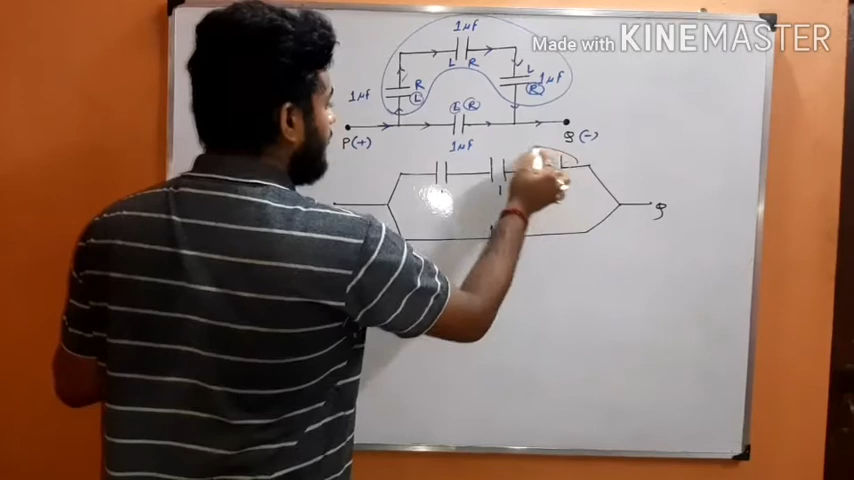 Made with KINEMASTER
1µF
L R
1µF
R
L
L
R
1µF
L R
P(+)
Q(-)
1µF
Q